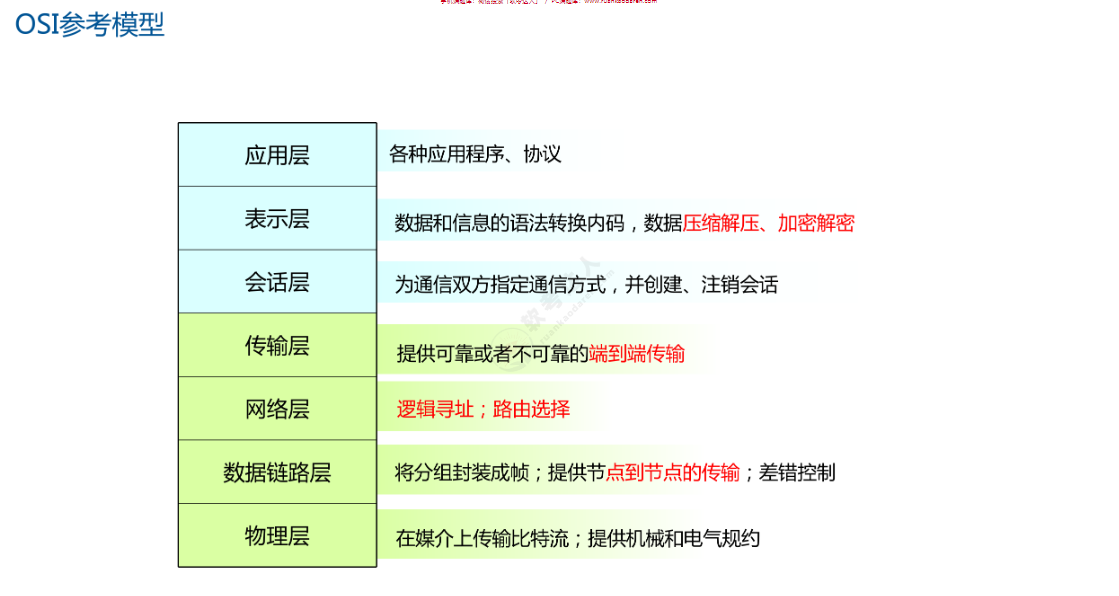 OSI参考模型
应用层
各种应用程序、协议
表示层
数据和信息的语法转换内码，数据压缩解压、加密解密
会话层
为通信双方指定通信方式，并创建、注销会话
传输层
提供可靠或者不可靠的端到端传输
网络层
逻辑寻址；路由选择
数据链路层
将分组封装成帧；提供节点到节点的传输；差错控制
物理层
在媒介上传输比特流；提供机械和电气规约
软考达人